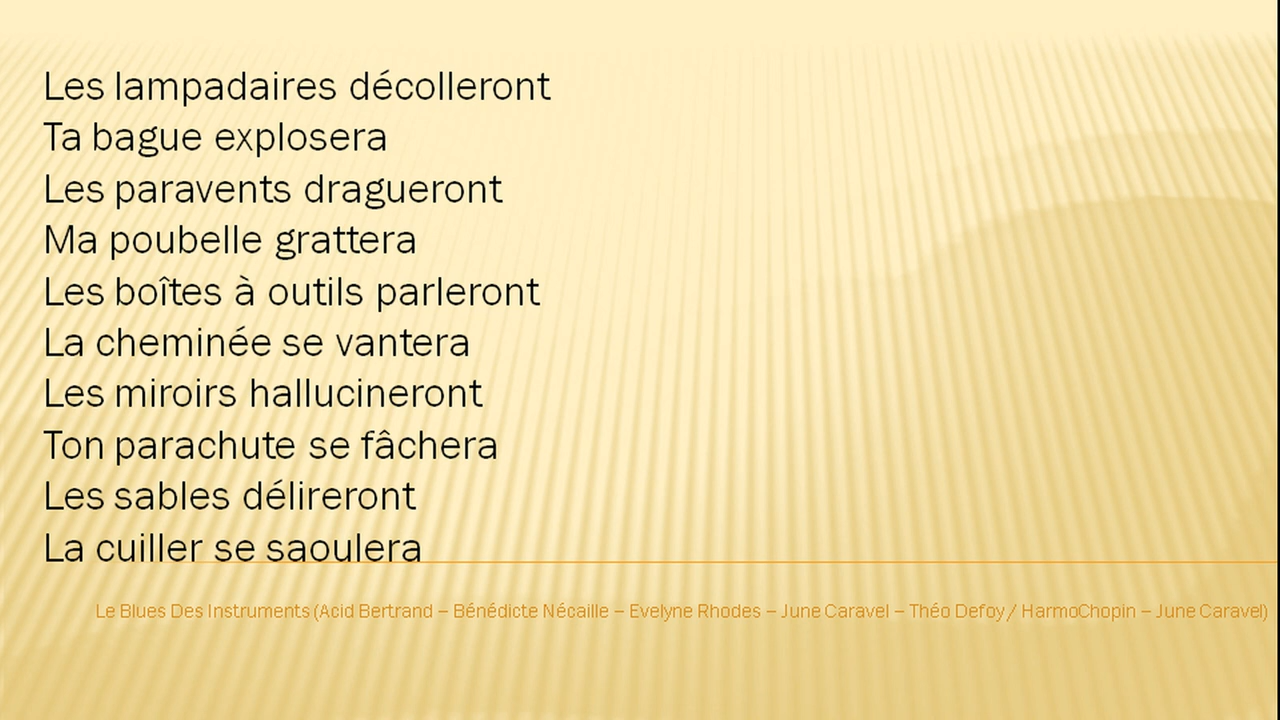 Les lampadaires décolleront
Ta bague explosera
Les paravents dragueront
Ma poubelle grattera
Les boîtes à outils parleront
La cheminée se vantera
Les miroirs hallucineront
Ton parachute se fâchera
Les sables délireront
La cuiller se saoulera
Le Blues Des Instruments (Acid Bertrand – Bénédicte Nécaille – Evelyne Rhodes – June Caravel – Théo Defoy / HarmoChopin – June Caravel)